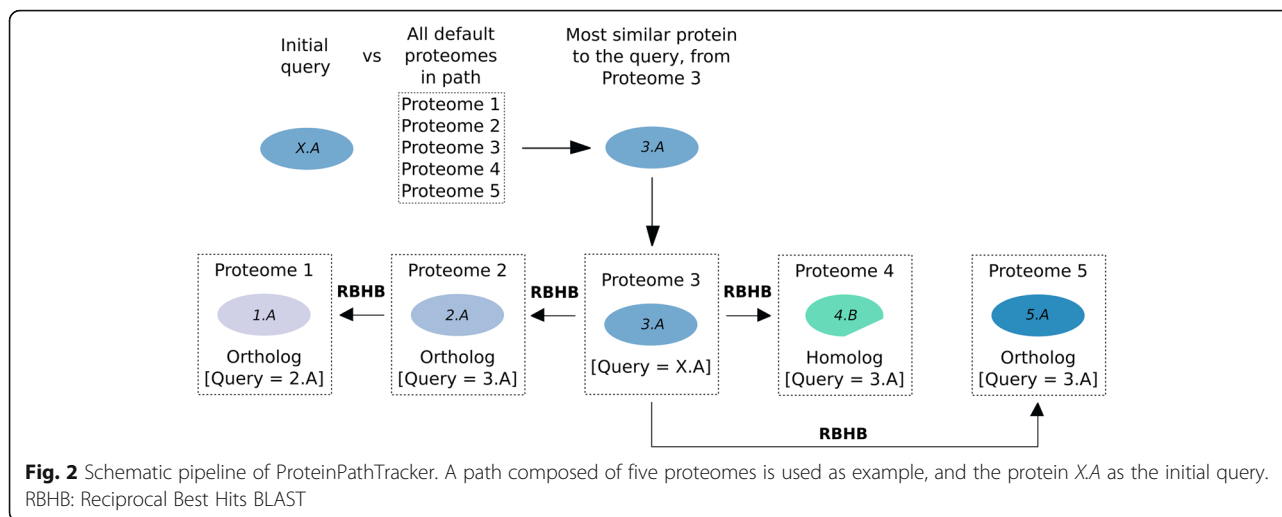 Initial
query
vs
All default
proteomes
in path
Most similar protein
to the query, from
Proteome 3
X.A
Proteome 1
Proteome 2
Proteome 3
Proteome 4
Proteome 5
3.A
Proteome 1
1.A
Ortholog
[Query = 2.A]
RBHB
Proteome 2
2.A
Ortholog
[Query = 3.A]
RBHB
Proteome 3
3.A
[Query = X.A]
RBHB
Proteome 4
4.B
Homolog
[Query = 3.A]
Proteome 5
5.A
Ortholog
[Query = 3.A]
RBHB
Fig. 2 Schematic pipeline of ProteinPathTracker. A path composed of five proteomes is used as example, and the protein X.A as the initial query.
RBHB: Reciprocal Best Hits BLAST